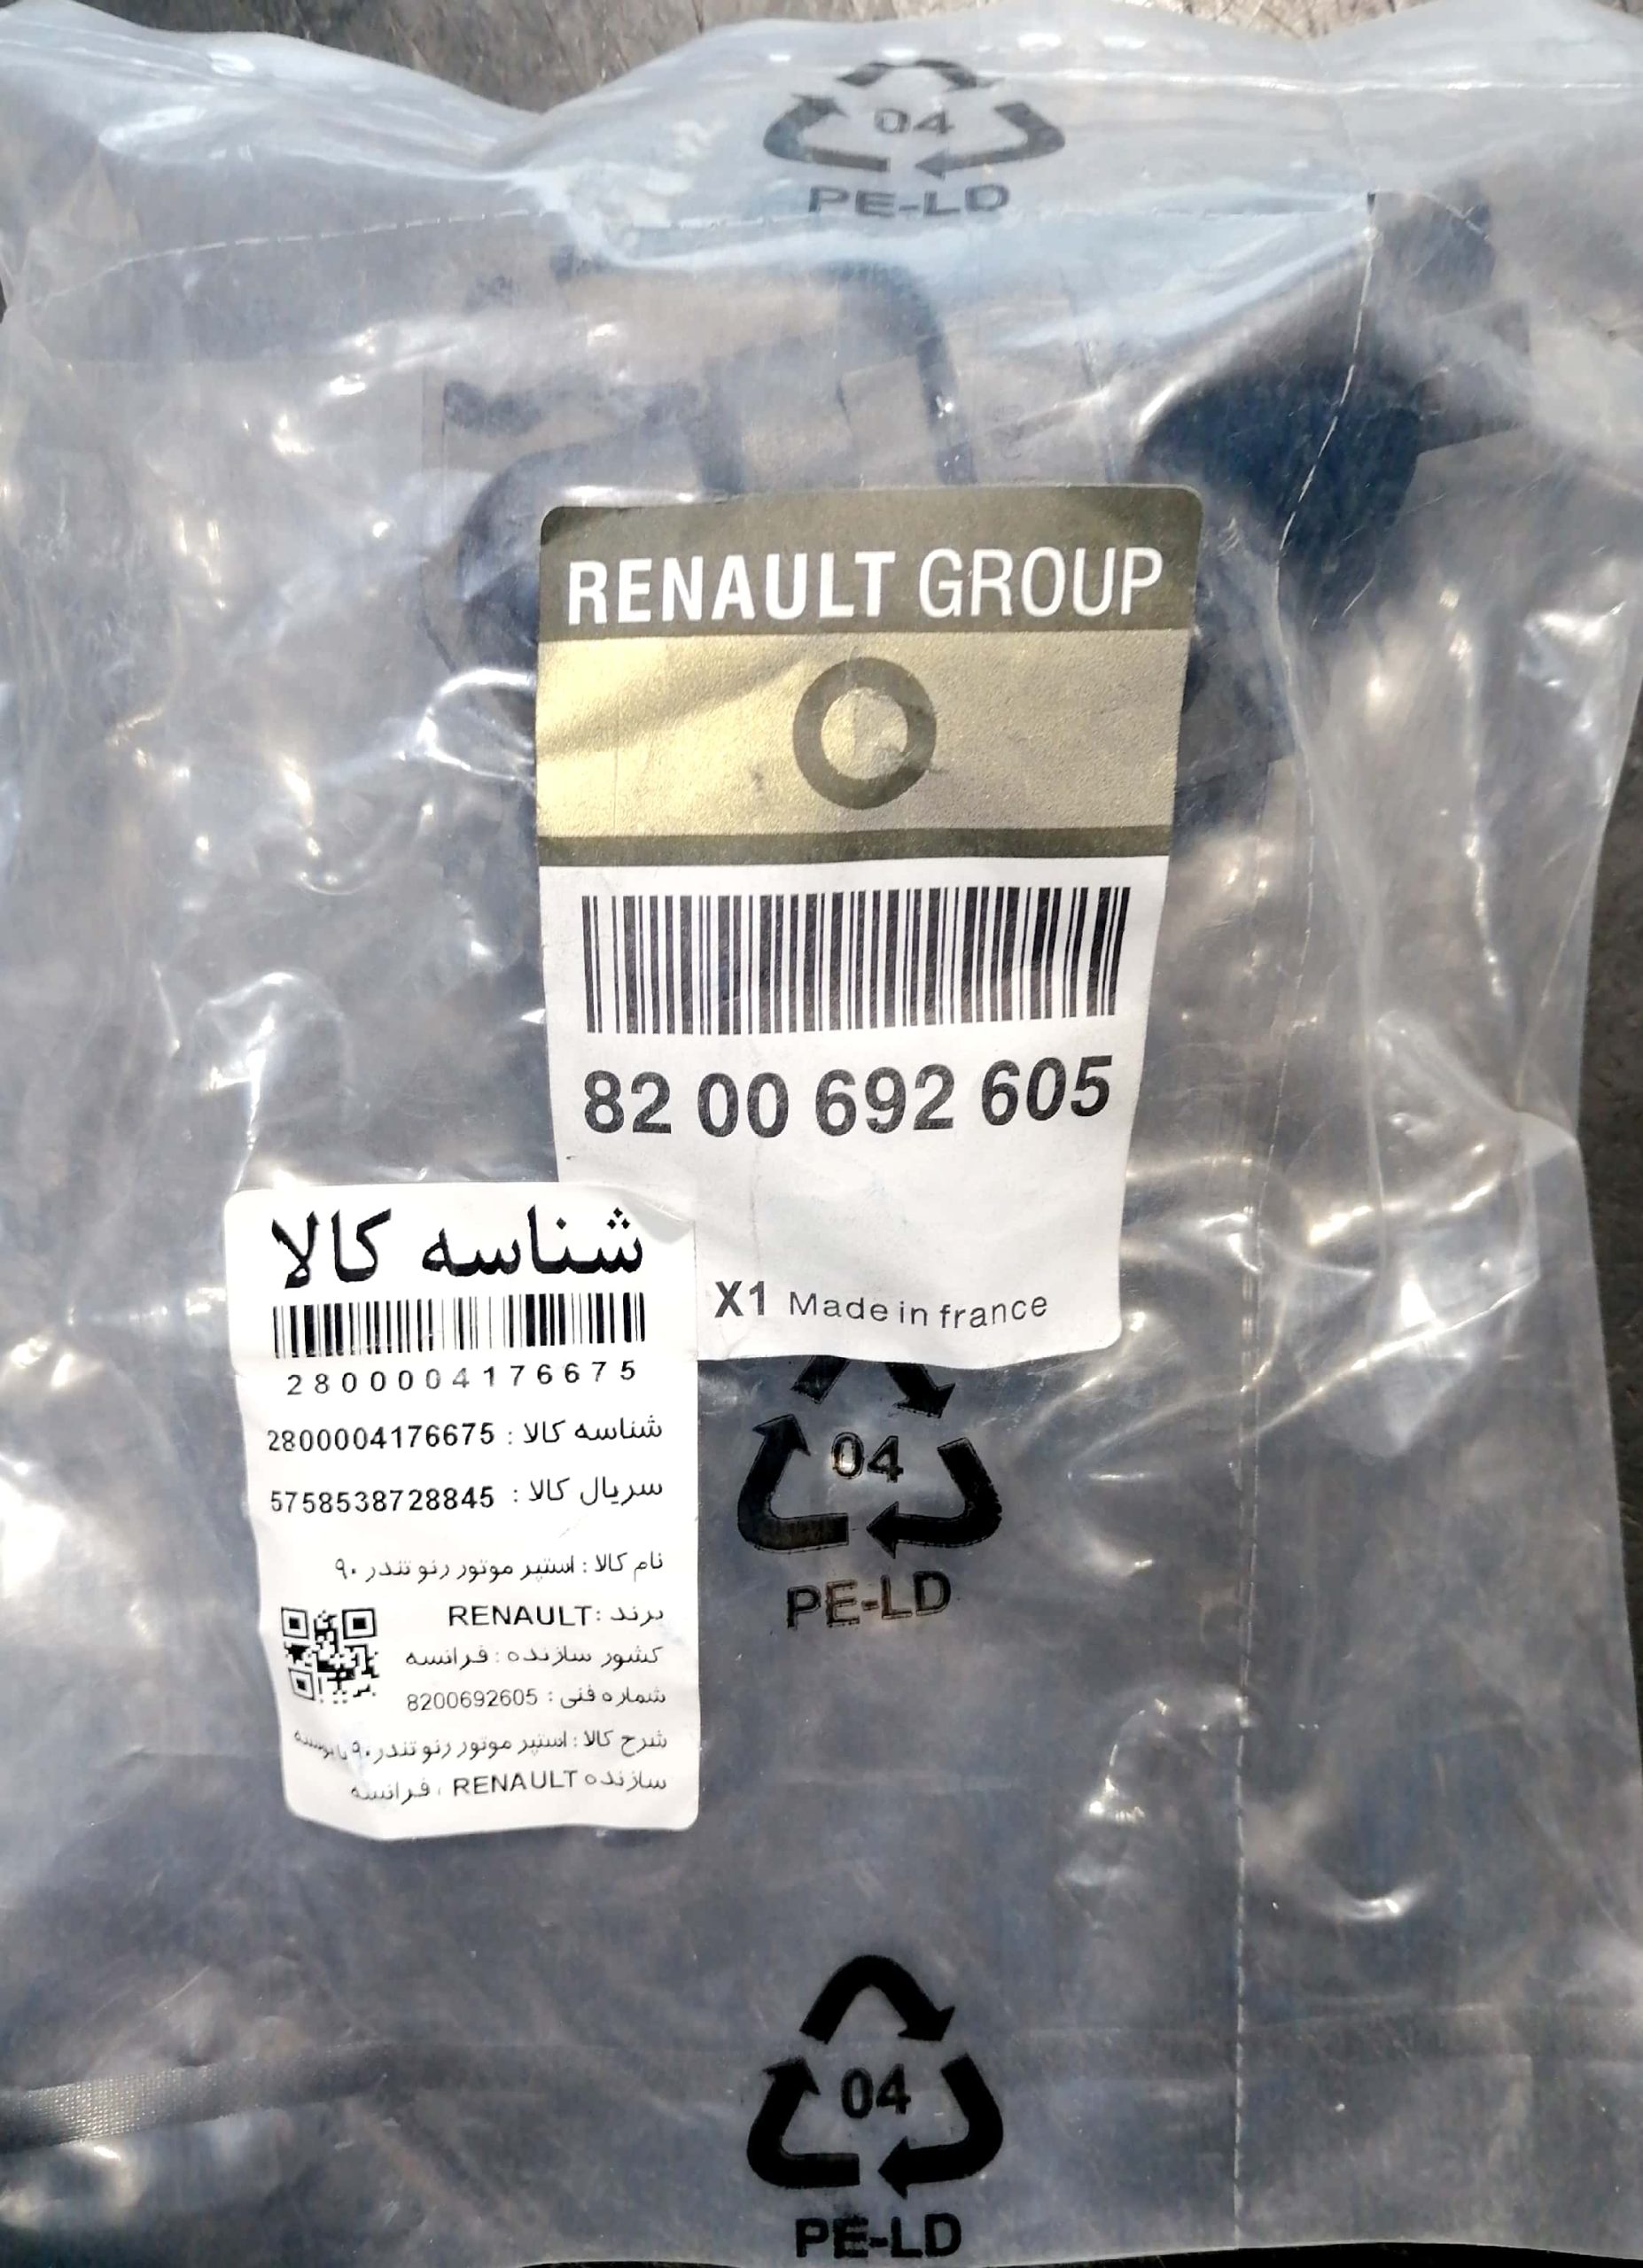 04
PE-LD
RENAULT GROUP
82 00 692 605
X1 Made in france
شناسه کالا
2800004176675
شناسه کالا : 2800004176675
سریال کالا : 5758538728845
نام کالا : استپر موتور رنو تندر ۹۰
برند :RENAULT
کشور سازنده : فرانسه
شماره فنی : 8200692605
شرح کالا : استپر موتور رنو تندر۹۰ با
سازنده RENAULT ، فرانسه
04
PE-LD
04
PE-LD